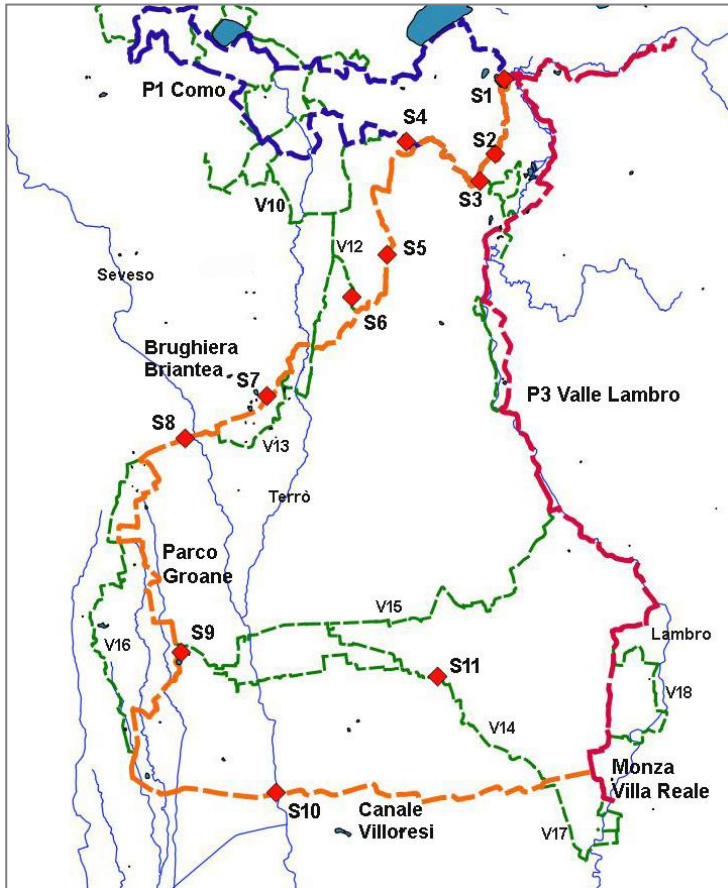 P1 Como
S1
S4
S2
S3
V10
V12
S5
Seveso
S6
Brughiera
Briantea
S7
P3 Valle Lambro
S8
V13
Terrò
Parco
Groane
V15
S9
V16
Lambro
S11
V18
V14
Monza
Villa Reale
S10
Canale
Villoresi
V17